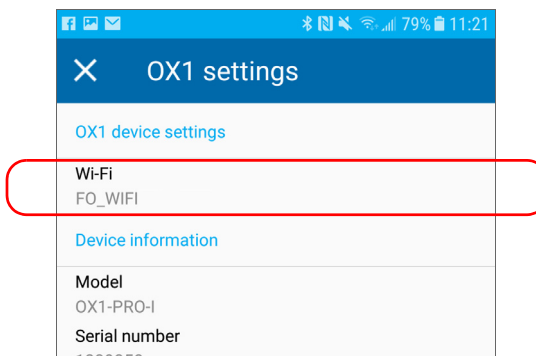 79% 11:21
OX1 settings
OX1 device settings
Wi-Fi
FO_WIFI
Device information
Model
OX1-PRO-I
Serial number